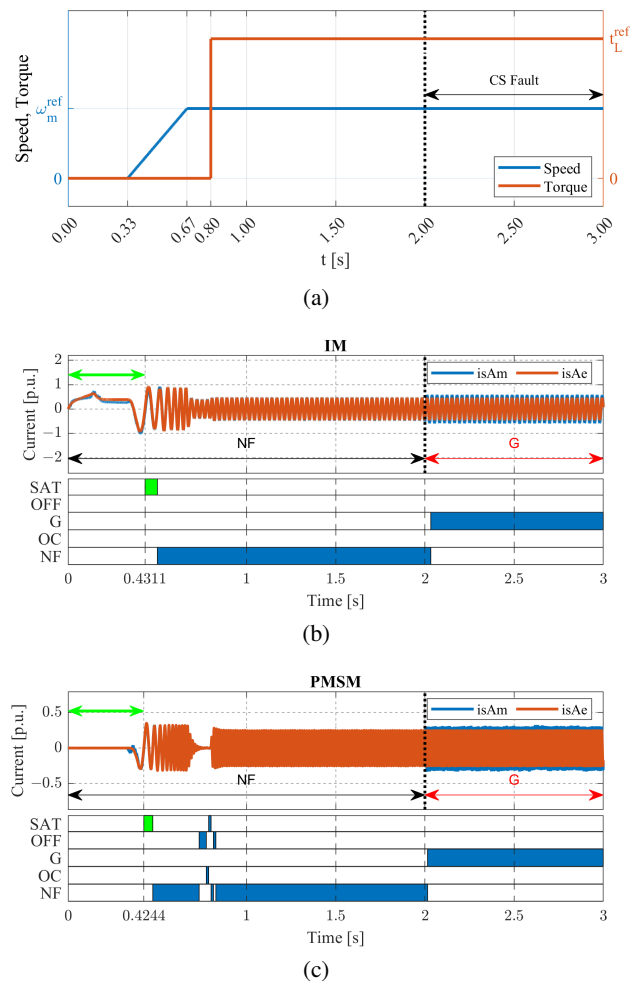 t_L^ref
CS Fault
Speed, Torque
ω_m^ref
0
0
Speed
Torque
0.00 0.33 0.67 0.80 1.00 1.50 2.00 2.50 3.00
t [s]
(a)
IM
2
1
0
−1
−2
Current [p.u.]
isAm isAe
NF
G
SAT
OFF
G
OC
NF
0 0.4311 1 1.5 2 2.5 3
Time [s]
(b)
PMSM
0.5
0
−0.5
Current [p.u.]
isAm isAe
NF
G
SAT
OFF
G
OC
NF
0 0.4244 1 1.5 2 2.5 3
Time [s]
(c)